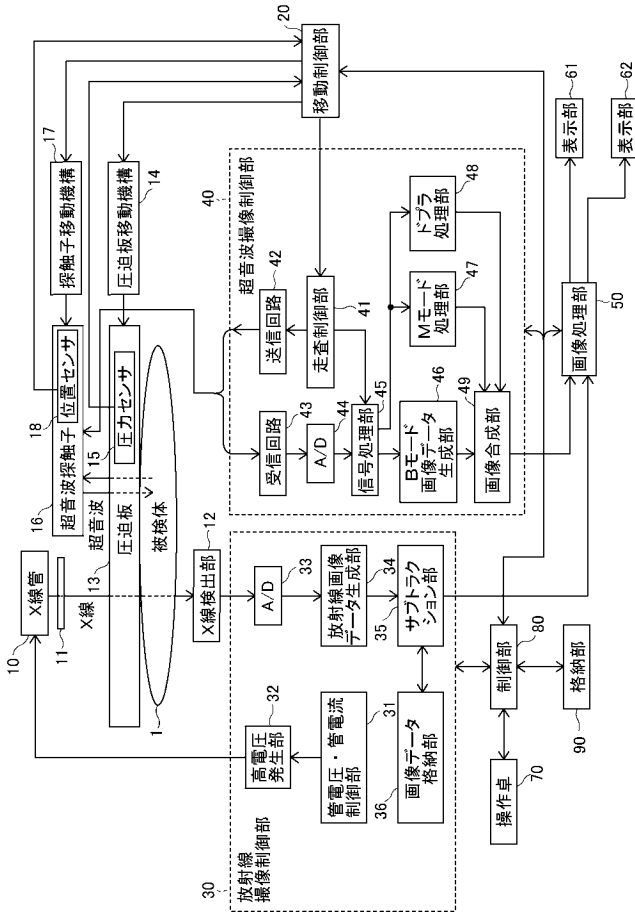 10
X線管
11
X線
13
1
16
超音波探触子
18
位置センサ
超音波
圧迫板
15
圧力センサ
被検体
17
探触子移動機構
14
圧迫板移動機構
20
移動制御部
12
X線検出部
30
放射線
撮像制御部
32
高電圧
発生部
31
管電圧・管電流
制御部
33
A/D
34
放射線画像
データ生成部
35
サブトラク
ション部
36
画像データ
格納部
40
超音波撮像制御部
42
送信回路
41
走査制御部
43
受信回路
44
A/D
45
信号処理部
46
Bモード
画像データ
生成部
47
Mモード
処理部
48
ドプラ
処理部
49
画像合成部
50
画像処理部
61
表示部
62
表示部
70
操作卓
80
制御部
90
格納部